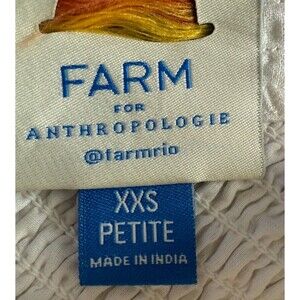 FARM
FOR
ANTHROPOLOGIE
@farmrio
XXS
PETITE
MADE IN INDIA